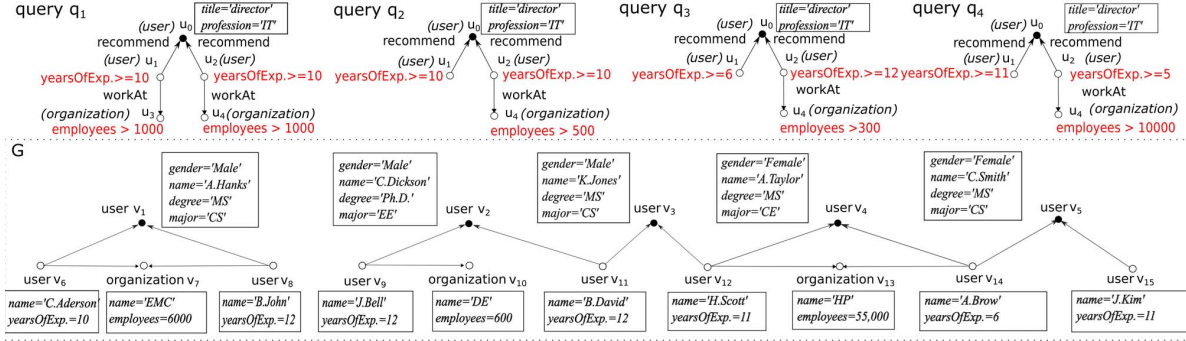 query q1
(user) u0
title='director'
profession='IT'
recommend recommend
(user) u1 u2 (user)
yearsOfExp.>=10 yearsOfExp.>=10
workAt
(organization) u3 u4 (organization)
employees > 1000 employees > 1000
query q2
(user) u0
title='director'
profession='IT'
recommend recommend
(user) u1 u2 (user)
yearsOfExp.>=10 yearsOfExp.>=10
workAt
u4 (organization)
employees > 500
query q3
(user) u0
title='director'
profession='IT'
recommend recommend
(user) u1 u2 (user)
yearsOfExp.>=6 yearsOfExp.>=12
workAt
u4 (organization)
employees >300
query q4
(user) u0
title='director'
profession='IT'
recommend recommend
(user) u1 u2 (user)
yearsOfExp.>=11 yearsOfExp.>=5
workAt
u4 (organization)
employees > 10000
G
gender='Male'
name='A.Hanks'
degree='MS'
major='CS'
user v1
gender='Male'
name='C.Dickson'
degree='Ph.D.'
major='EE'
user v2
gender='Male'
name='K.Jones'
degree='MS'
major='CS'
user v3
gender='Female'
name='A.Taylor'
degree='MS'
major='CE'
user v4
gender='Female'
name='C.Smith'
degree='MS'
major='CS'
user v5
user v6 organization v7 user v8 user v9 organization v10 user v11 user v12 organization v13 user v14 user v15
name='C.Aderson'
yearsOfExp.=10
name='EMC'
employees=6000
name='B.John'
yearsOfExp.=12
name='J.Bell'
yearsOfExp.=12
name='DE'
employees=600
name='B.David'
yearsOfExp.=12
name='H.Scott'
yearsOfExp.=11
name='HP'
employees=55,000
name='A.Brow'
yearsOfExp.=6
name='J.Kim'
yearsOfExp.=11